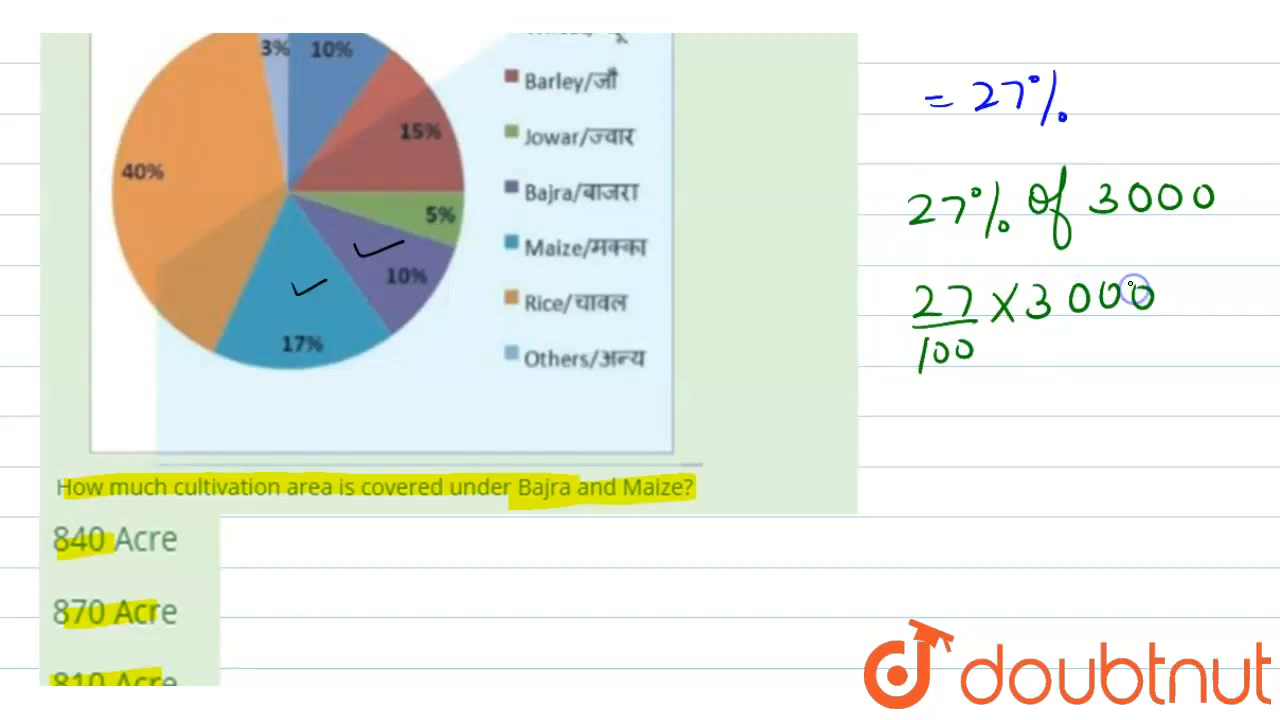 3% 10%
Barley/जौ
15%
Jowar/ज्वार
40%
Bajra/बाजरा
5%
Maize/मक्का
10%
Rice/चावल
17%
Others/अन्य
= 27%
27% of 3000
27 × 3000
100
How much cultivation area is covered under Bajra and Maize?
840 Acre
870 Acre
810 Acre
doubtnut